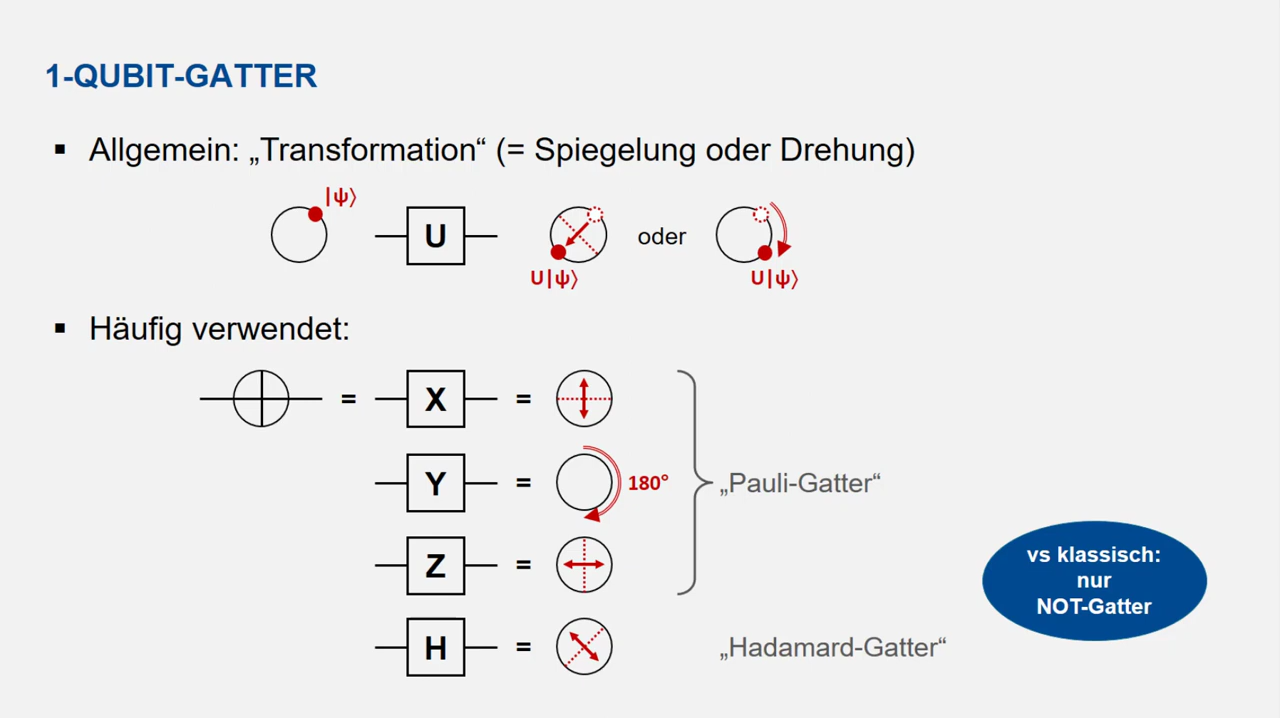 1-QUBIT-GATTER
▪ Allgemein: „Transformation“ (= Spiegelung oder Drehung)
|ψ⟩
U
oder
U|ψ⟩
U|ψ⟩
▪ Häufig verwendet:
= X =
Y = 180°
„Pauli-Gatter“
Z =
vs klassisch:
nur
NOT-Gatter
H =
„Hadamard-Gatter“